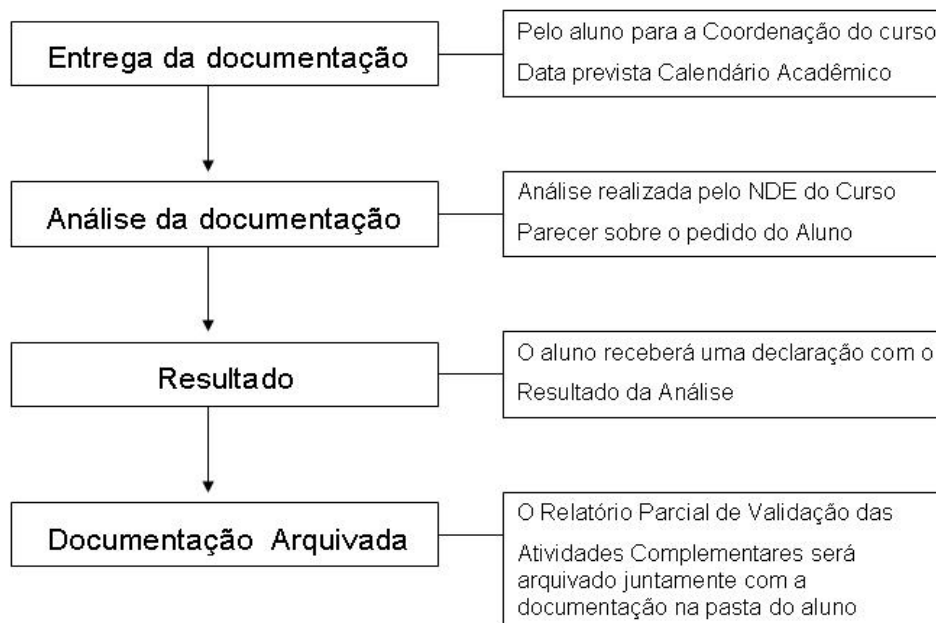 Entrega da documentação
Pelo aluno para a Coordenação do curso
Data prevista Calendário Acadêmico
Análise da documentação
Análise realizada pelo NDE do Curso
Parecer sobre o pedido do Aluno
Resultado
O aluno receberá uma declaração com o
Resultado da Análise
Documentação Arquivada
O Relatório Parcial de Validação das
Atividades Complementares será
arquivado juntamente com a
documentação na pasta do aluno